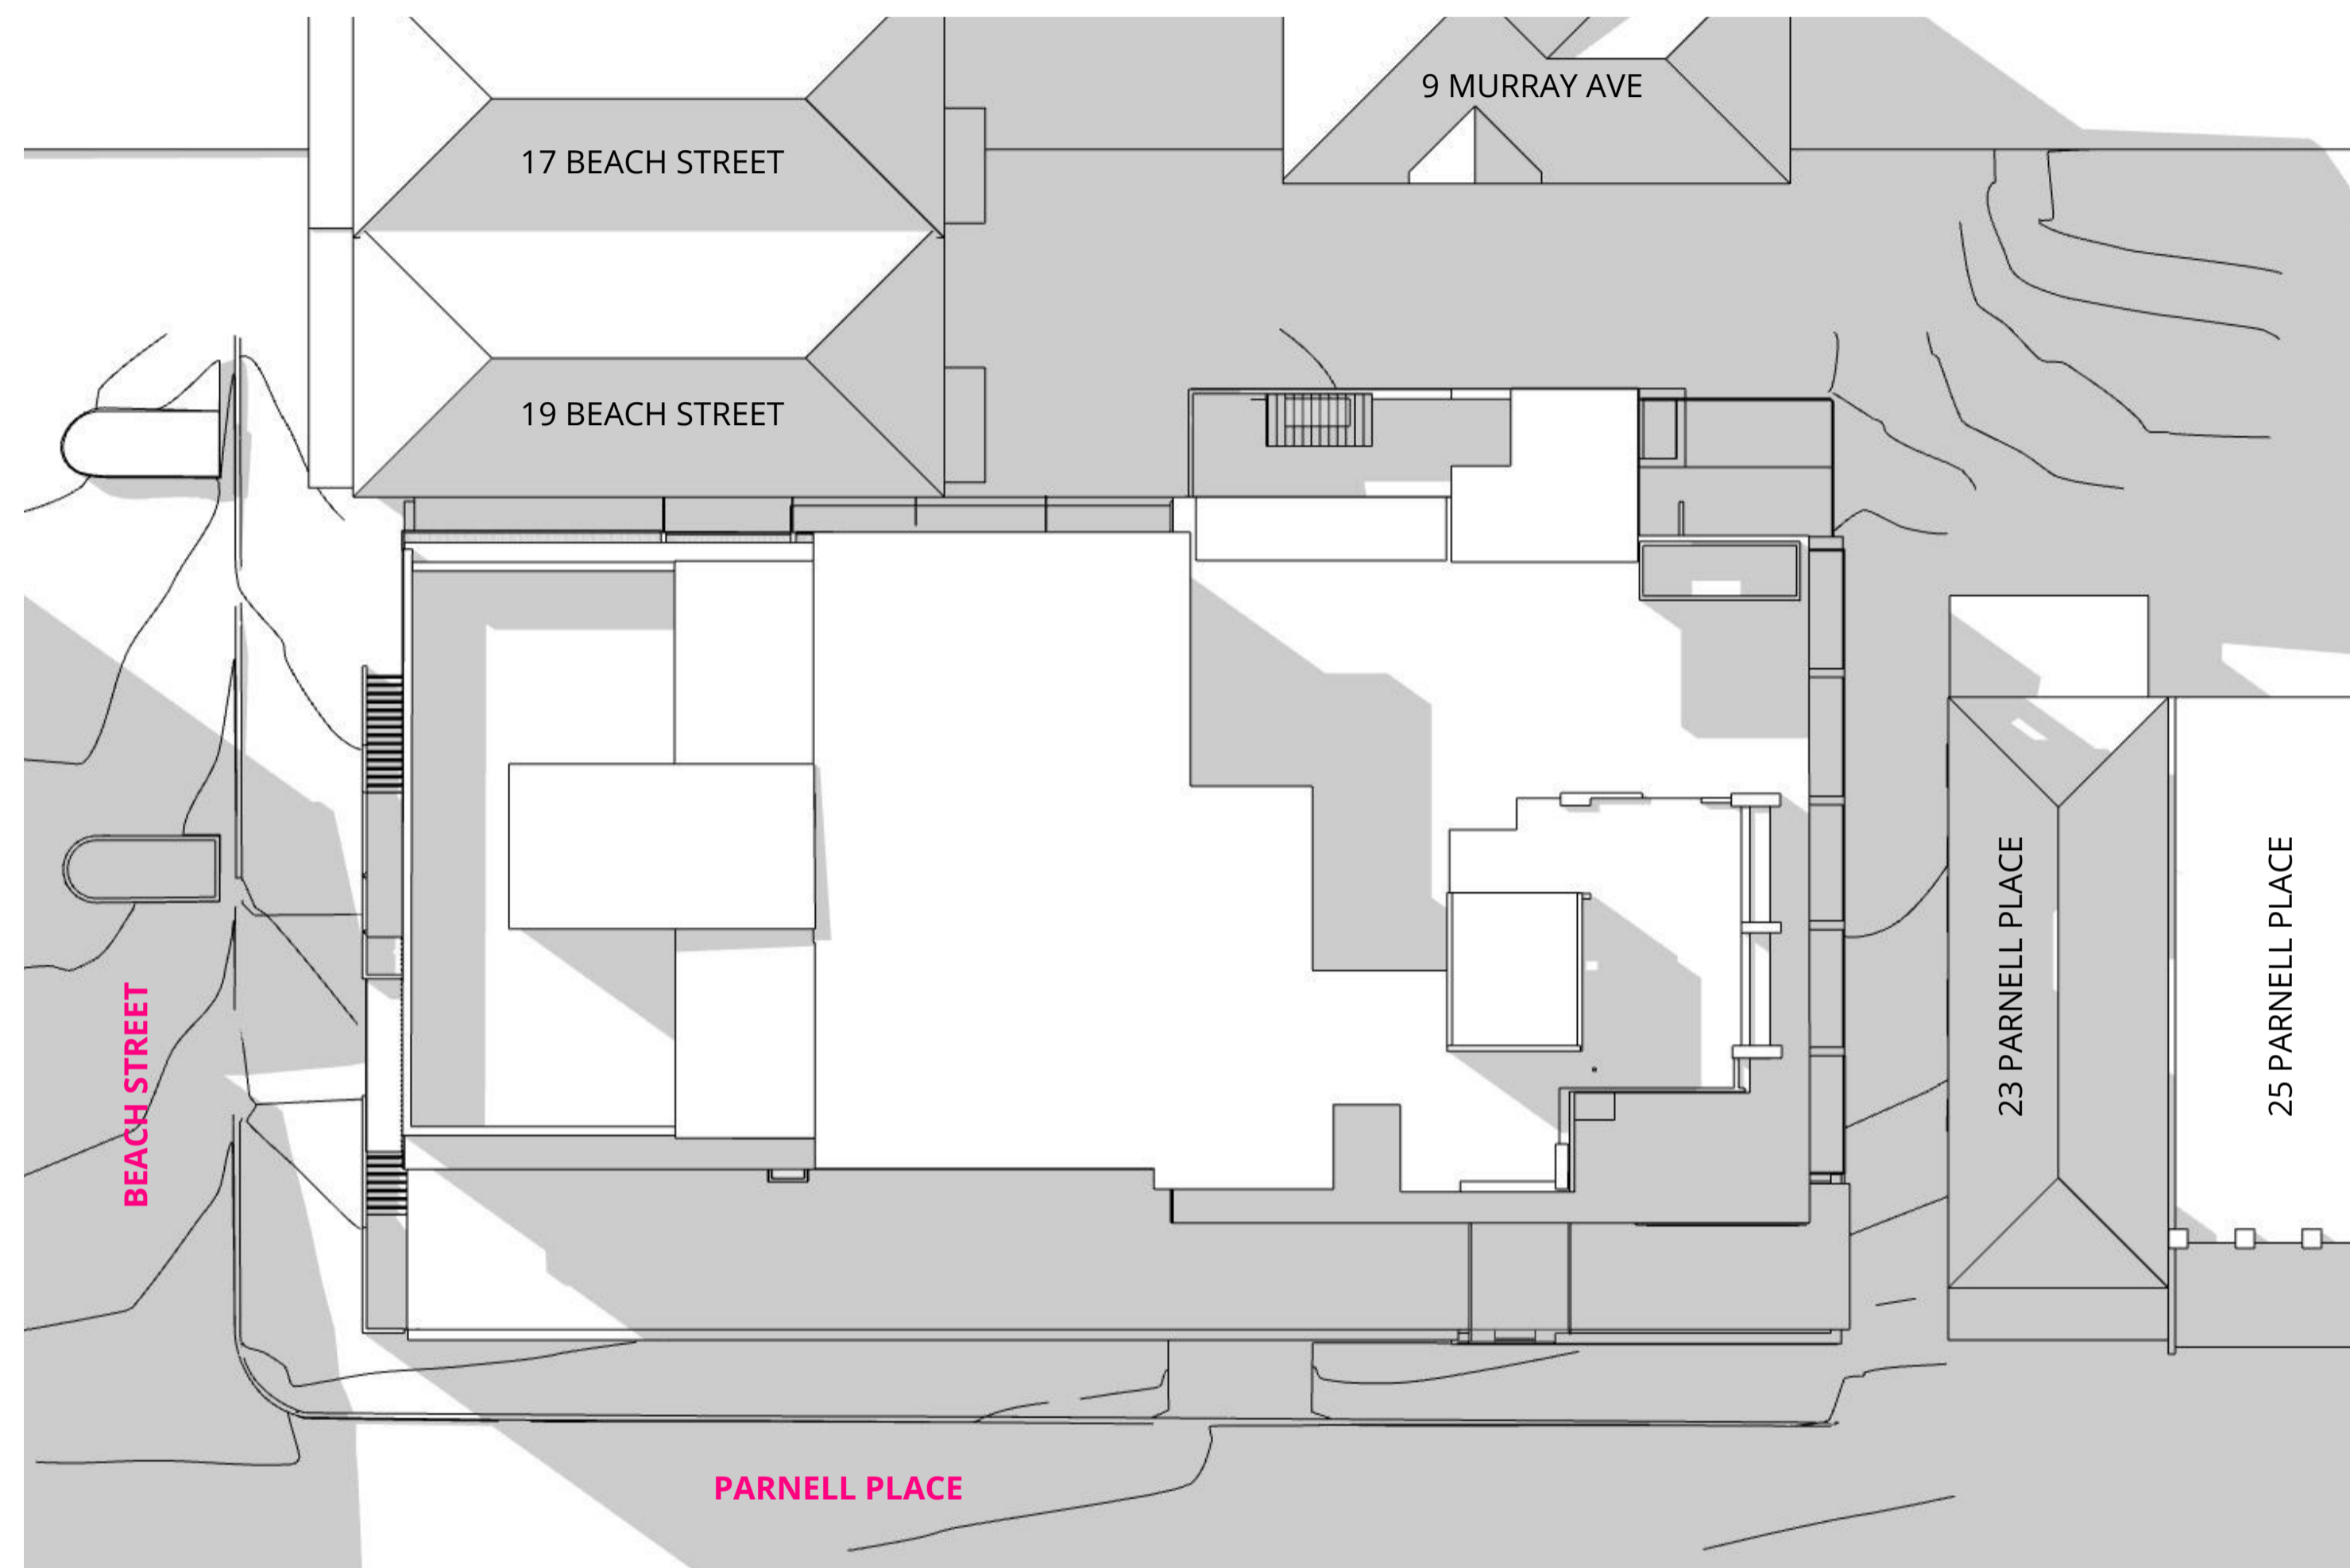 9 MURRAY AVE
17 BEACH STREET
19 BEACH STREET
23 PARNELL PLACE
25 PARNELL PLACE
BEACH STREET
PARNELL PLACE